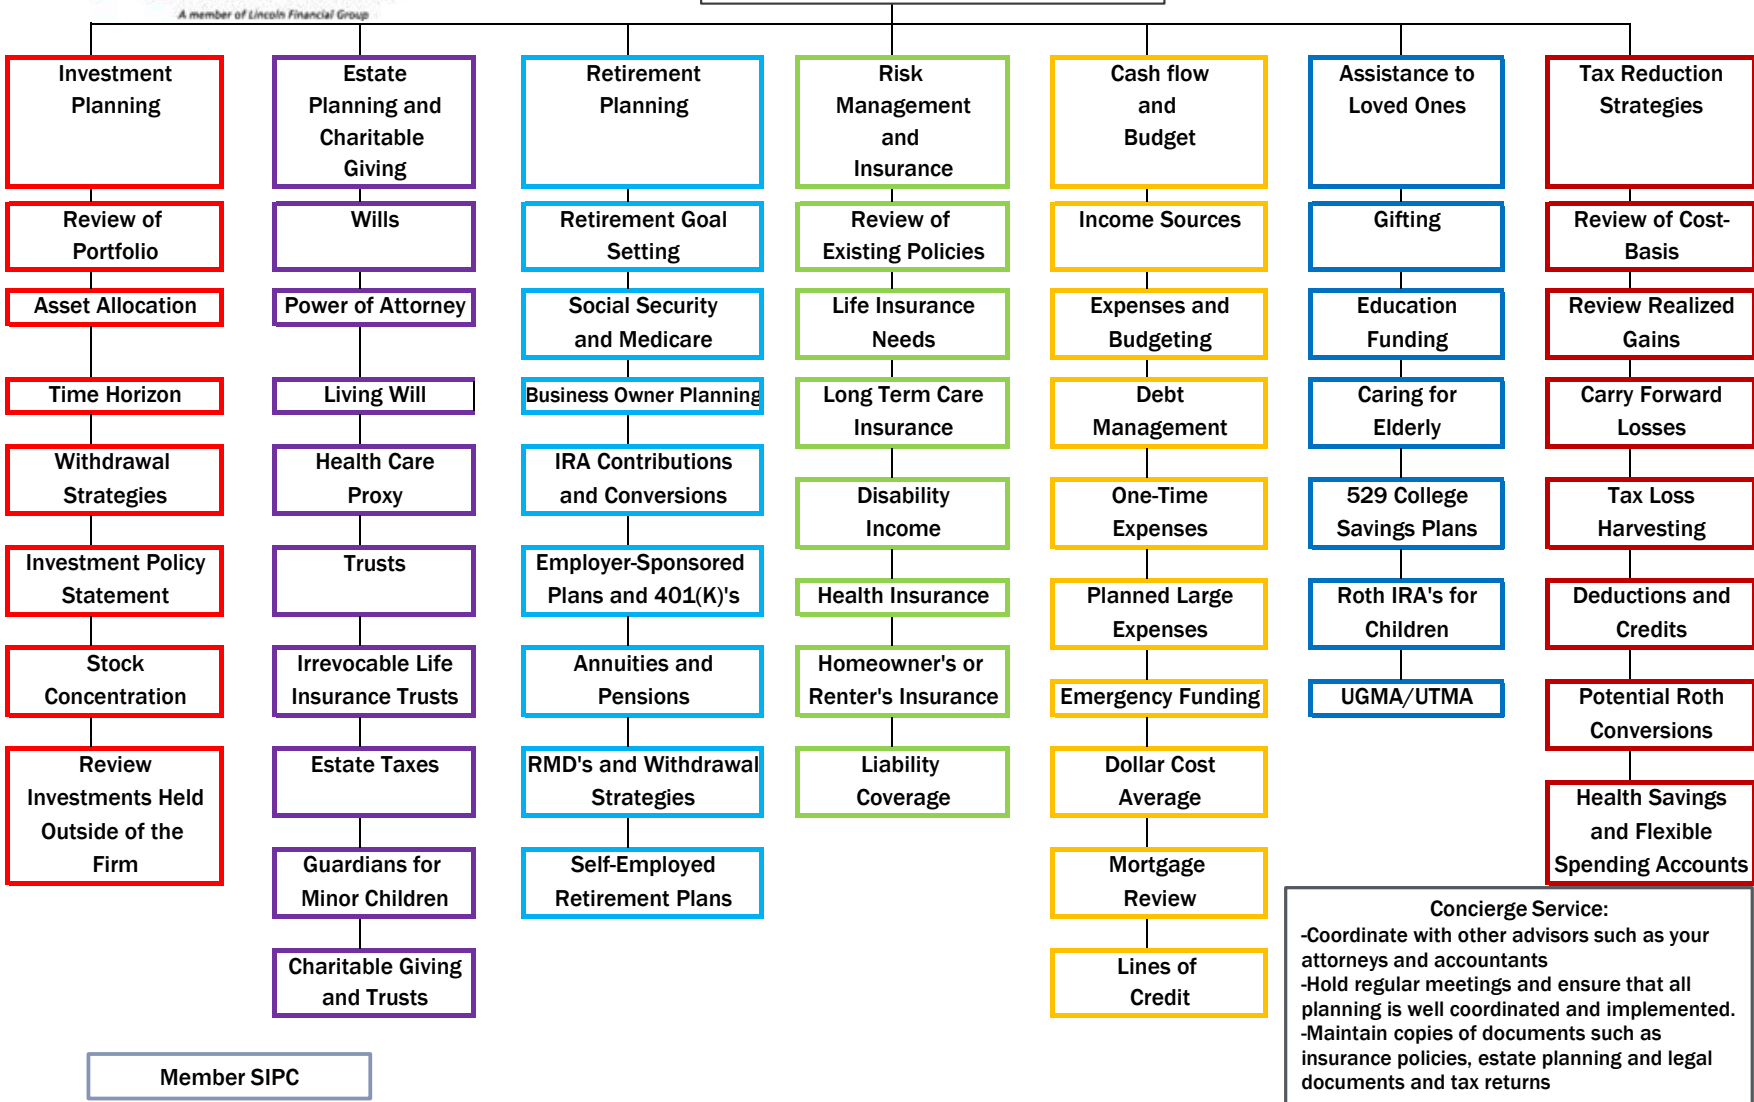 A member of Lincoln Financial Group
Investment
Planning
Review of
Portfolio
Asset Allocation
Time Horizon
Withdrawal
Strategies
Investment Policy
Statement
Stock
Concentration
Review
Investments Held
Outside of the
Firm
Estate
Planning and
Charitable
Giving
Wills
Power of Attorney
Living Will
Health Care
Proxy
Trusts
Irrevocable Life
Insurance Trusts
Estate Taxes
Guardians for
Minor Children
Charitable Giving
and Trusts
Retirement
Planning
Retirement Goal
Setting
Social Security
and Medicare
Business Owner Planning
IRA Contributions
and Conversions
Employer-Sponsored
Plans and 401(K)'s
Annuities and
Pensions
RMD's and Withdrawal
Strategies
Self-Employed
Retirement Plans
Risk
Management
and
Insurance
Review of
Existing Policies
Life Insurance
Needs
Long Term Care
Insurance
Disability
Income
Health Insurance
Homeowner's or
Renter's Insurance
Liability
Coverage
Cash flow
and
Budget
Income Sources
Expenses and
Budgeting
Debt
Management
One-Time
Expenses
Planned Large
Expenses
Emergency Funding
Dollar Cost
Average
Mortgage
Review
Lines of
Credit
Assistance to
Loved Ones
Gifting
Education
Funding
Caring for
Elderly
529 College
Savings Plans
Roth IRA's for
Children
UGMA/UTMA
Tax Reduction
Strategies
Review of Cost-
Basis
Review Realized
Gains
Carry Forward
Losses
Tax Loss
Harvesting
Deductions and
Credits
Potential Roth
Conversions
Health Savings
and Flexible
Spending Accounts
Concierge Service:
-Coordinate with other advisors such as your
attorneys and accountants
-Hold regular meetings and ensure that all
planning is well coordinated and implemented.
-Maintain copies of documents such as
insurance policies, estate planning and legal
documents and tax returns
Member SIPC